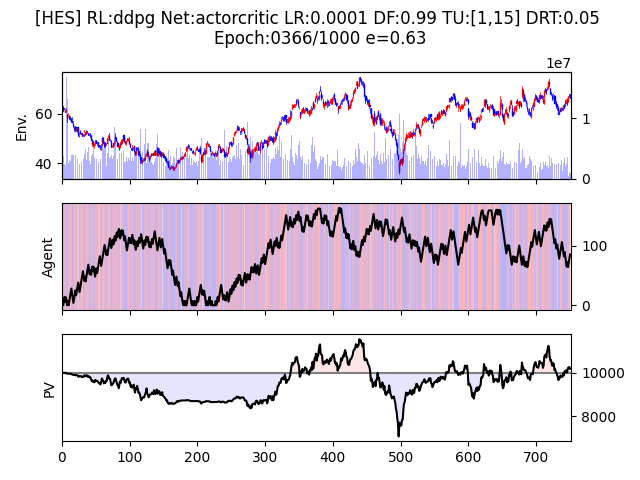 [HES] RL:ddpg Net:actorcritic LR:0.0001 DF:0.99 TU:[1,15] DRT:0.05
Epoch:0366/1000 e=0.63
1e7
Env.
60
40
1
0
Agent
100
0
PV
10000
8000
0 100 200 300 400 500 600 700